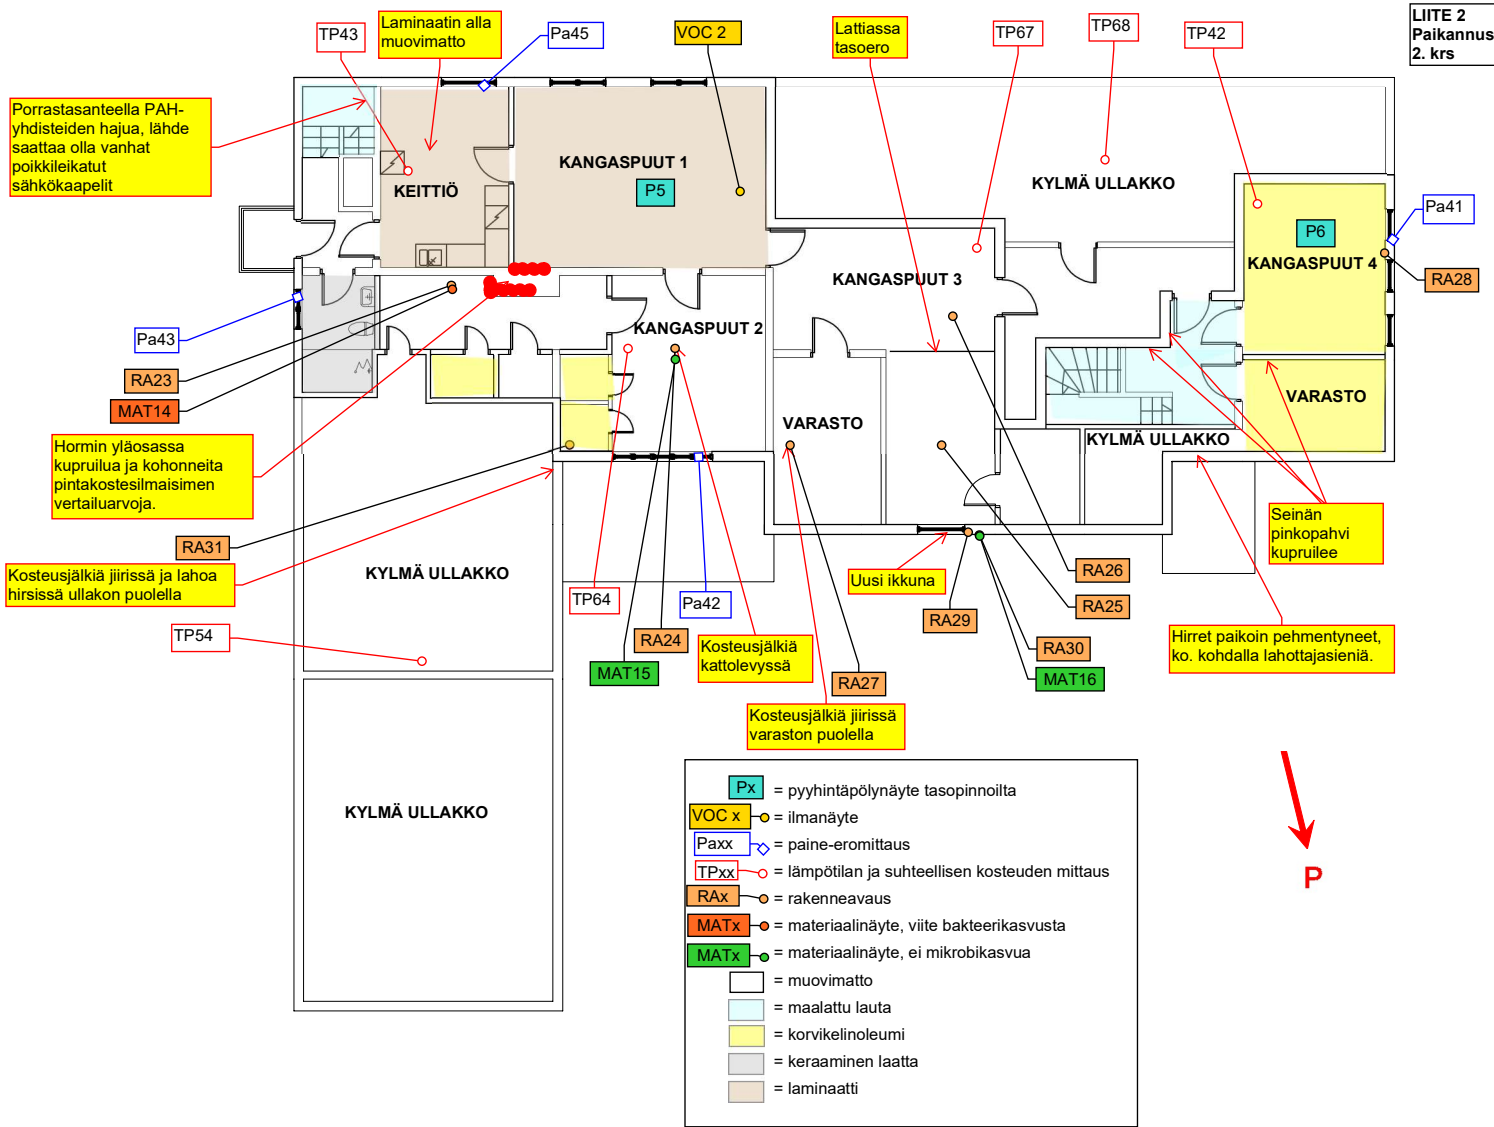 LIITE 2
Paikannus
2. krs
TP43
Laminaatin alla
muovimatto
Pa45
VOC 2
Lattiassa
tasoero
TP67
TP68
TP42
Porrastasanteella PAH-
yhdisteiden hajua, lähde
saattaa olla vanhat
poikkileikatut
sähkökaapelit
KEITTIÖ
KANGASPUUT 1
P5
KYLMÄ ULLAKKO
P6
KANGASPUUT 4
Pa41
RA28
KANGASPUUT 3
KANGASPUUT 2
Pa43
RA23
MAT14
VARASTO
VARASTO
KYLMÄ ULLAKKO
Hormin yläosassa
kupruilua ja kohonneita
pintakostesilmaisimen
vertailuarvoja.
RA31
Kosteusjälkiä jiirissä ja lahoa
hirsissä ullakon puolella
KYLMÄ ULLAKKO
TP54
TP64
Pa42
RA24
MAT15
Kosteusjälkiä
kattolevyssä
RA27
Kosteusjälkiä jiirissä
varaston puolella
Uusi ikkuna
RA29
RA26
RA25
RA30
MAT16
Seinän
pinkopahvi
kupruilee
Hirret paikoin pehmentyneet,
ko. kohdalla lahottajasieniä.
KYLMÄ ULLAKKO
P
Px = pyyhintäpölynäyte tasopinnoilta
VOC x = ilmanäyte
Paxx = paine-eromittaus
TPxx = lämpötilan ja suhteellisen kosteuden mittaus
RAx = rakenneavaus
MATx = materiaalinäyte, viite bakteerikasvusta
MATx = materiaalinäyte, ei mikrobikasvua
= muovimatto
= maalattu lauta
= korvikelinoleumi
= keraaminen laatta
= laminaatti